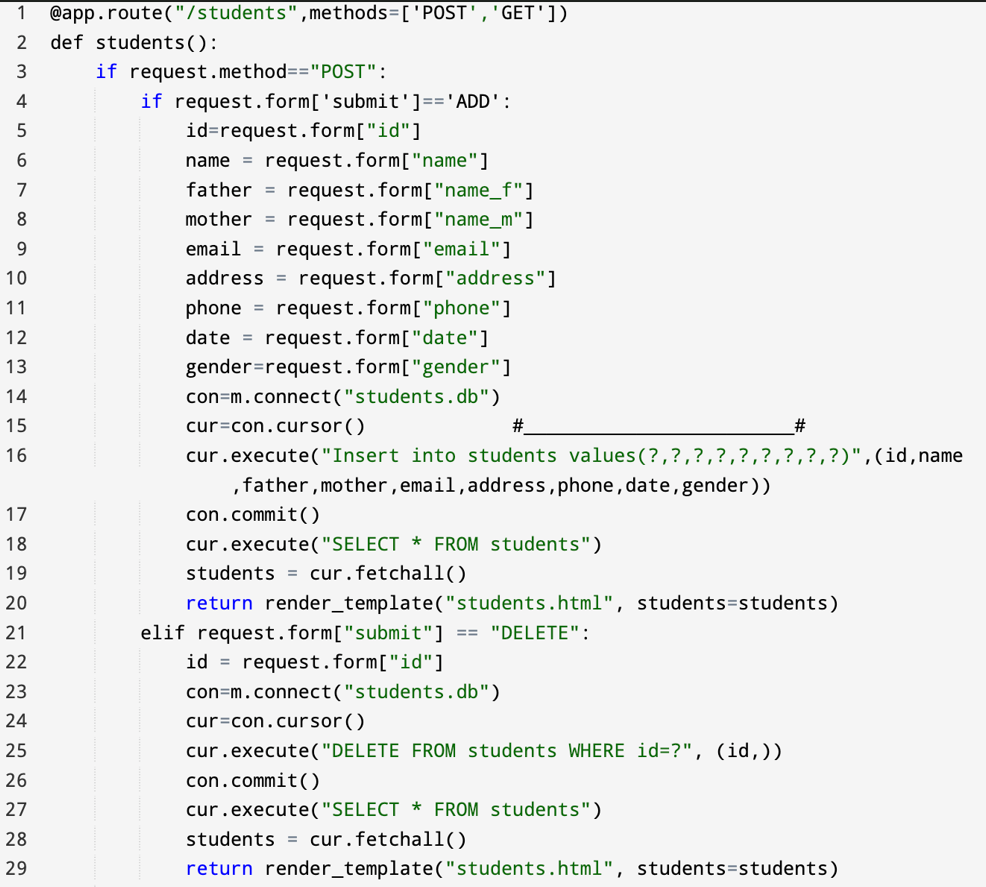 1 @app.route("/students",methods=['POST','GET'])
2 def students():
3 if request.method=="POST":
4 if request.form['submit']=='ADD':
5 id=request.form["id"]
6 name = request.form["name"]
7 father = request.form["name_f"]
8 mother = request.form["name_m"]
9 email = request.form["email"]
10 address = request.form["address"]
11 phone = request.form["phone"]
12 date = request.form["date"]
13 gender=request.form["gender"]
14 con=m.connect("students.db")
15 cur=con.cursor() #________________________#
16 cur.execute("Insert into students values(?,?,?,?,?,?,?,?,?)",(id,name
,father,mother,email,address,phone,date,gender))
17 con.commit()
18 cur.execute("SELECT * FROM students")
19 students = cur.fetchall()
20 return render_template("students.html", students=students)
21 elif request.form["submit"] == "DELETE":
22 id = request.form["id"]
23 con=m.connect("students.db")
24 cur=con.cursor()
25 cur.execute("DELETE FROM students WHERE id=?", (id,))
26 con.commit()
27 cur.execute("SELECT * FROM students")
28 students = cur.fetchall()
29 return render_template("students.html", students=students)